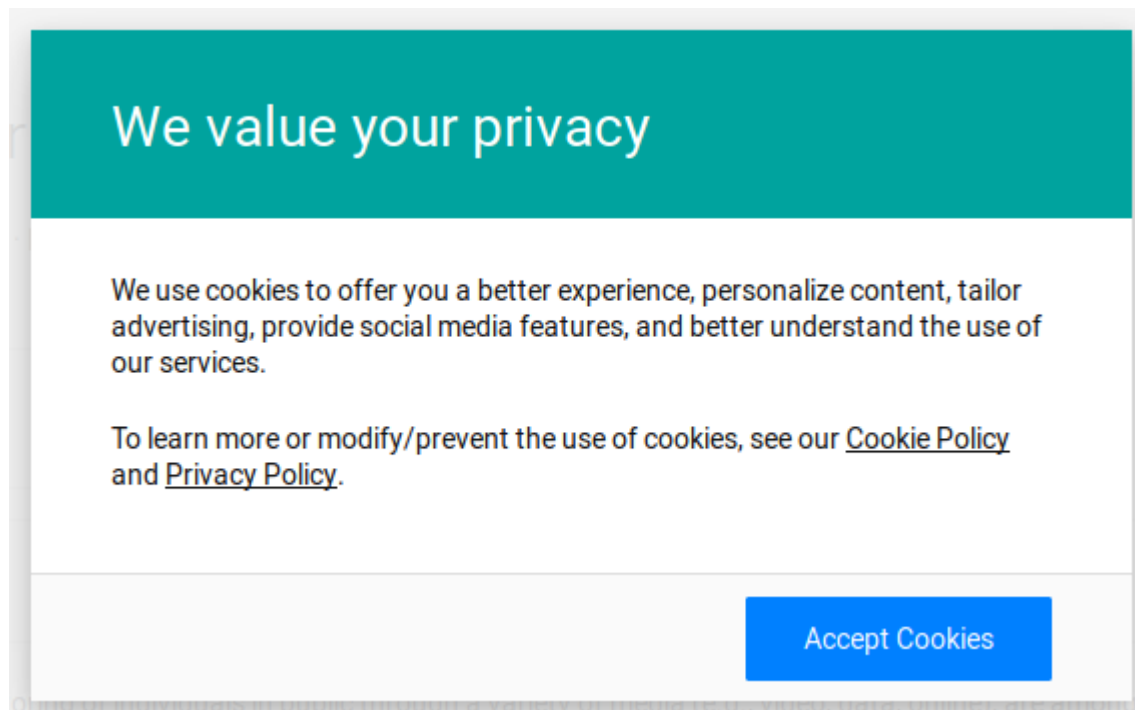 We value your privacy
We use cookies to offer you a better experience, personalize content, tailor
advertising, provide social media features, and better understand the use of
our services.
To learn more or modify/prevent the use of cookies, see our Cookie Policy
and Privacy Policy.
Accept Cookies